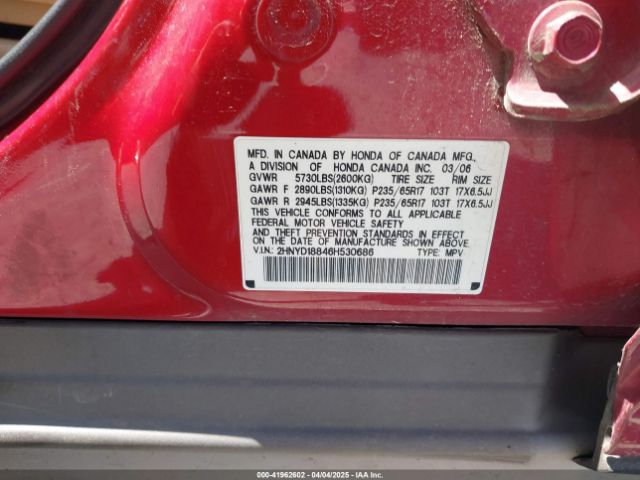 MFD. IN CANADA BY HONDA OF CANADA MFG.,
A DIVISION OF HONDA CANADA INC. 03/06
GVWR 5730LBS(2600KG) TIRE SIZE RIM SIZE
GAWR F 2890LBS(1310KG) P235/65R17 103T 17X6.5JJ
GAWR R 2945LBS(1335KG) P235/65R17 103T 17X6.5JJ
THIS VEHICLE CONFORMS TO ALL APPLICABLE
FEDERAL MOTOR VEHICLE SAFETY
AND THEFT PREVENTION STANDARDS IN EFFECT
ON THE DATE OF MANUFACTURE SHOWN ABOVE.
V.I.N.: 2HNYD18846H530686 TYPE: MPV
000-41962602 - 04/04/2025 - IAAI.COM